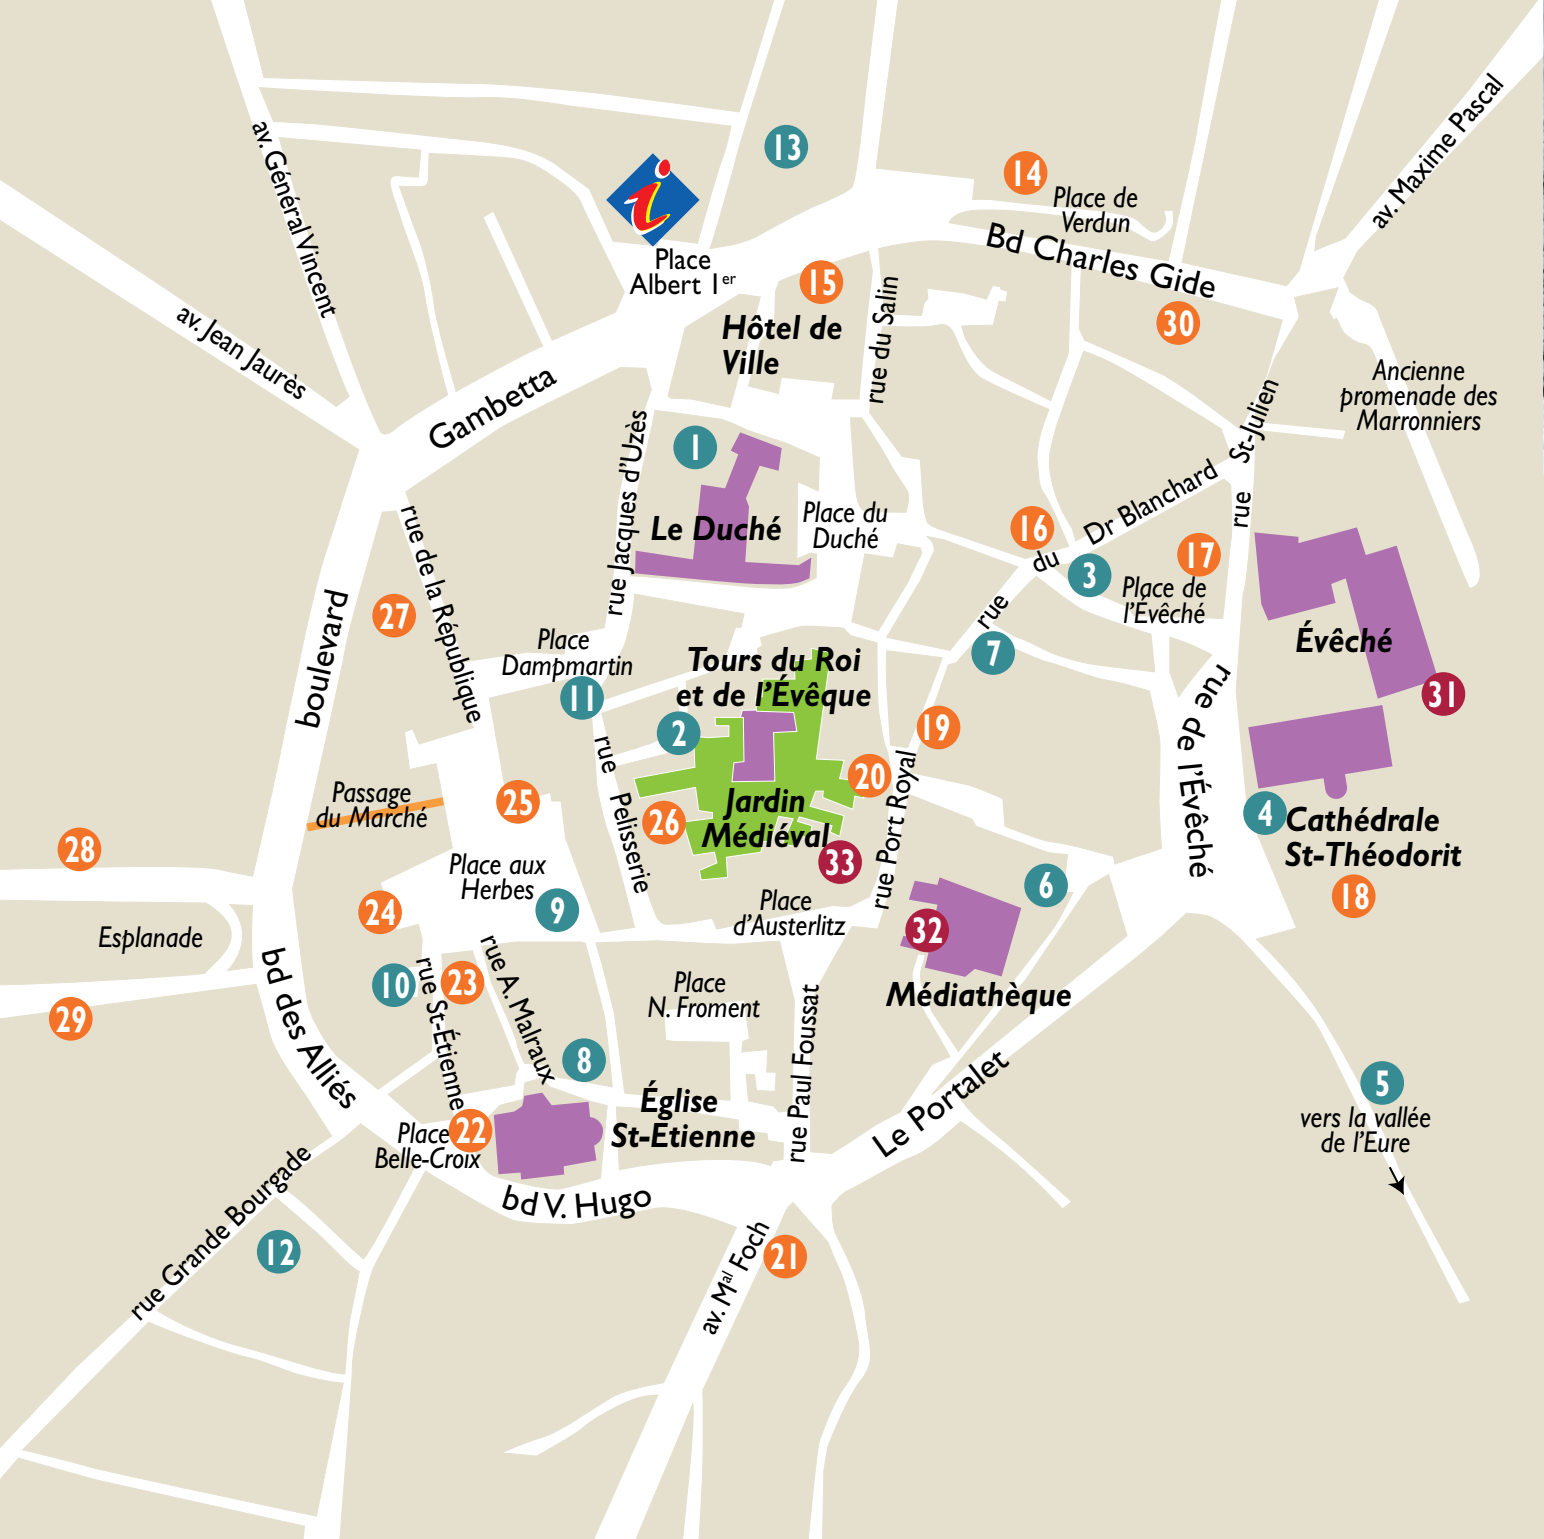 av. Général Vincent
av. Jean Jaurès
i
13
14
Place de
Verdun
av. Maxime Pascal
Place
Albert 1er
Bd Charles Gide
15
Hôtel de
Ville
rue du Salin
30
Ancienne
promenade des
Marronniers
boulevard Gambetta
rue Jacques d'Uzès
1
Le Duché
Place du
Duché
rue St-Julien
16
rue du Dr Blanchard
3
17
Place de
l'Evêché
Évêché
31
rue de la République
27
Place
Dampmartin
11
Tours du Roi
et de l'Évêque
7
2
19
20
rue de l'Évêché
Passage
du Marché
25
rue Pelisserie
26
Jardin
Médiéval
33
rue Port Royal
4
Cathédrale
St-Théodorit
18
28
Place aux
Herbes
9
24
Place
d'Austerlitz
6
32
Médiathèque
Esplanade
29
bd des Alliés
10
rue St-Étienne
23
rue A. Malraux
Place
N. Froment
8
rue Paul Foussat
Le Portalet
5
vers la vallée
de l'Eure
Église
St-Etienne
Place
Belle-Croix
22
bd V. Hugo
rue Grande Bourgade
12
av. Mal Foch
21